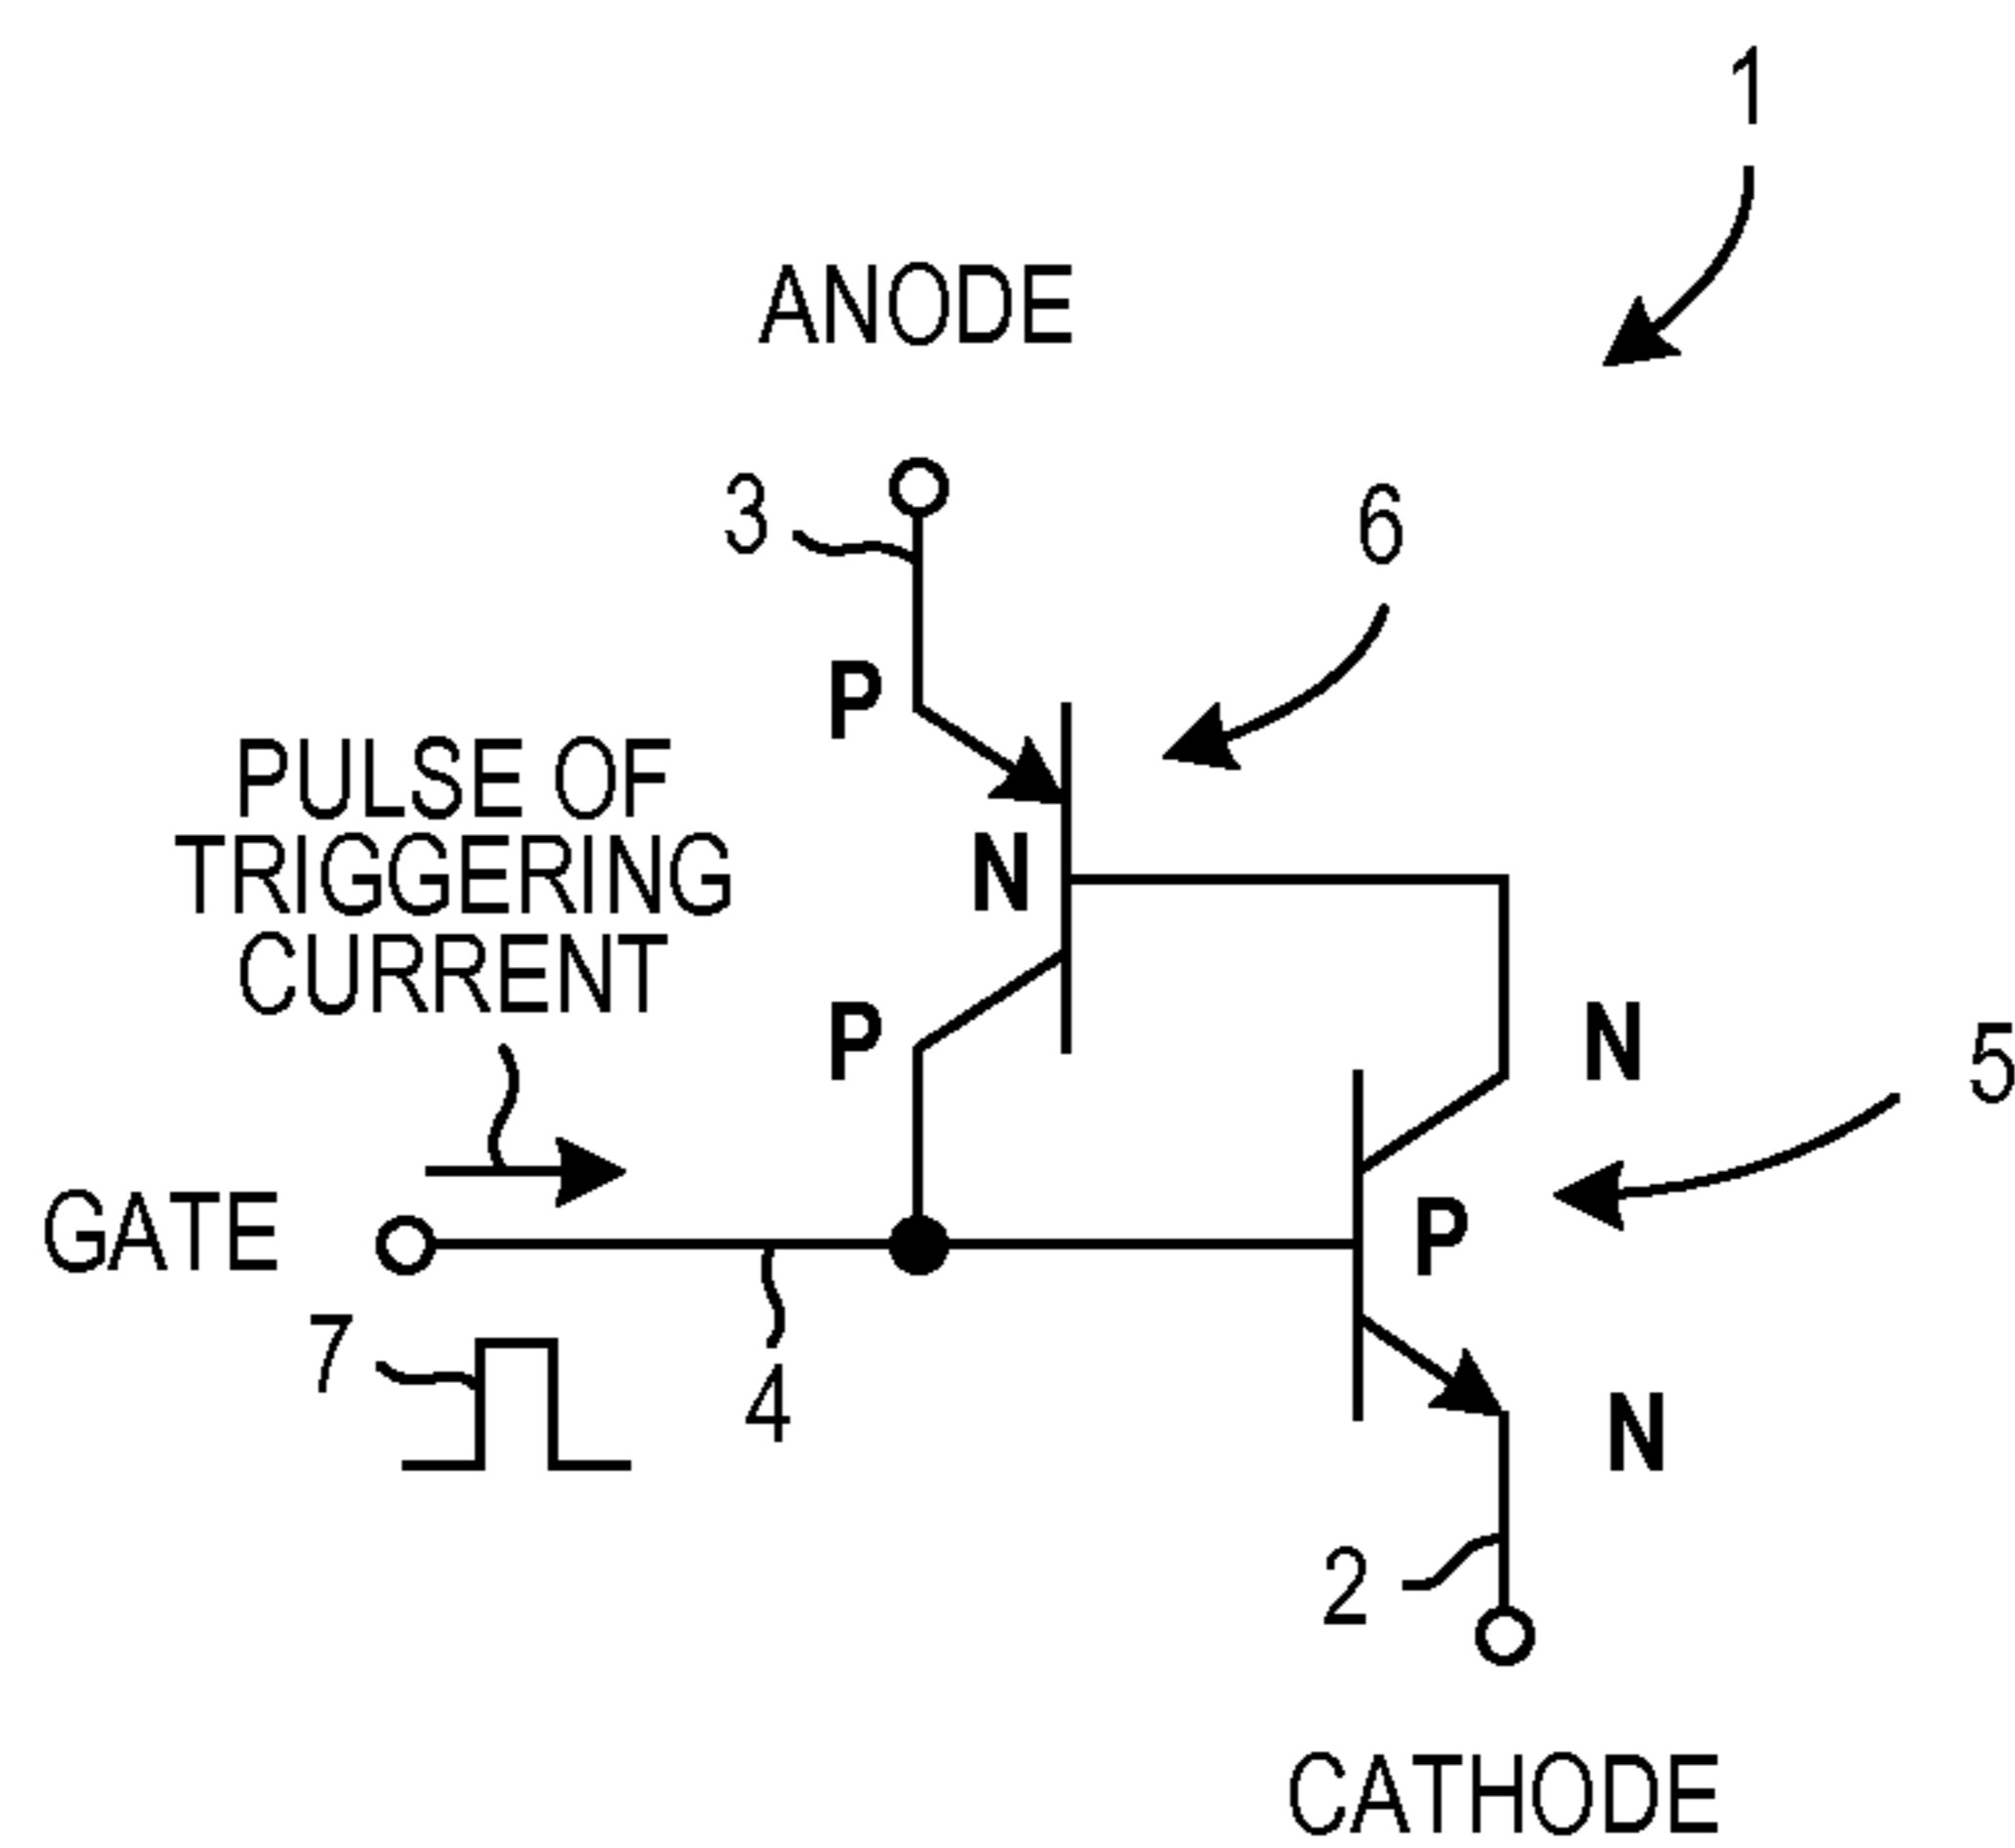 1
ANODE
3
6
P
PULSE OF
TRIGGERING
CURRENT
N
P
N
5
GATE
P
7
4
N
2
CATHODE